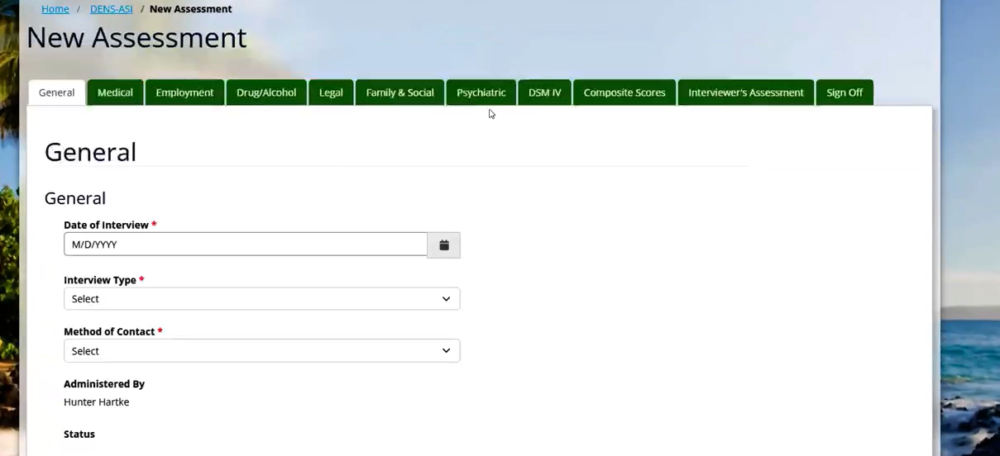 Home / DENS-ASI / New Assessment
New Assessment
General Medical Employment Drug/Alcohol Legal Family & Social Psychiatric DSM IV Composite Scores Interviewer's Assessment Sign Off
General
General
Date of Interview *
M/D/YYYY
Interview Type *
Select
Method of Contact *
Select
Administered By
Hunter Hartke
Status